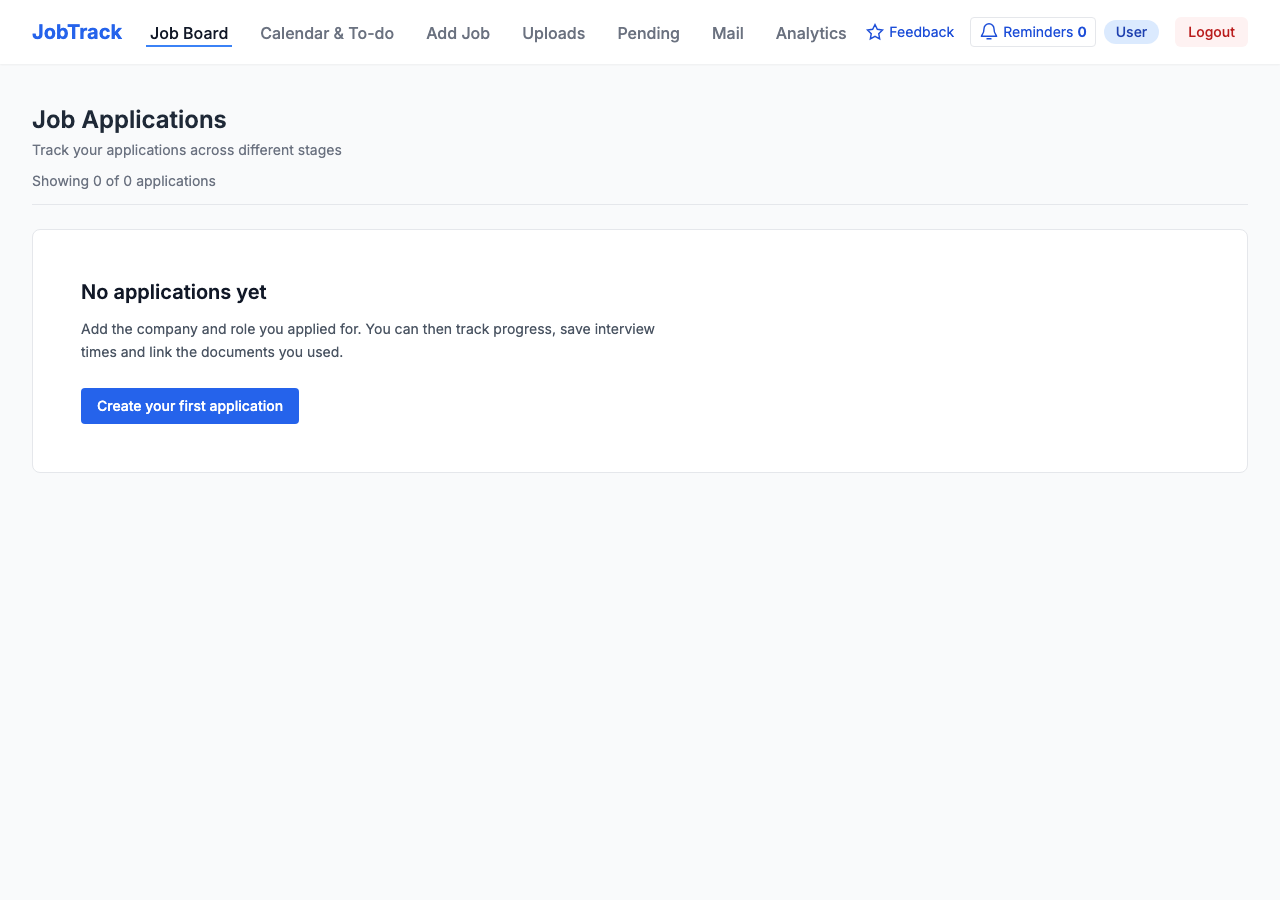 JobTrack
Job Board
Calendar & To-do
Add Job
Uploads
Pending
Mail
Analytics
Feedback
Reminders 0
User
Logout
Job Applications
Track your applications across different stages
Showing 0 of 0 applications
No applications yet
Add the company and role you applied for. You can then track progress, save interview
times and link the documents you used.
Create your first application